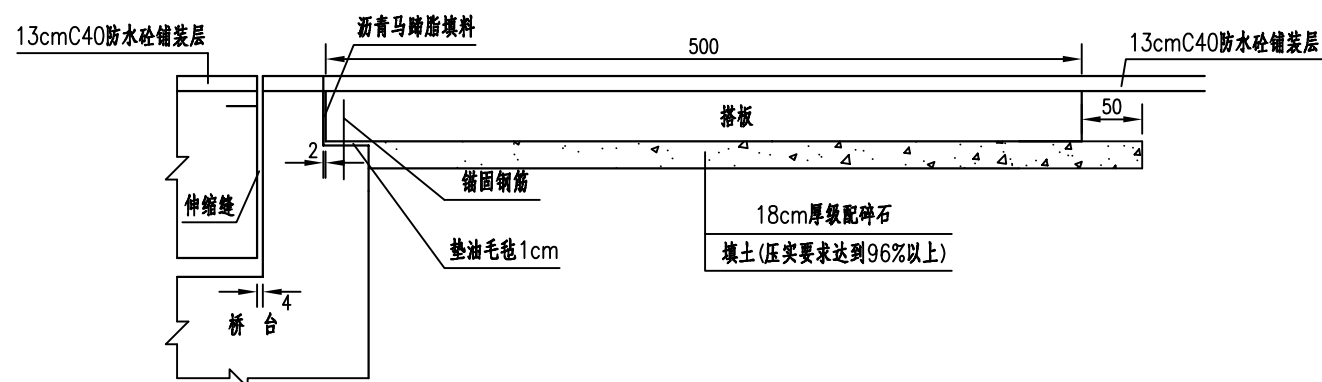 13cmC40防水砼铺装层
沥青马蹄脂填料
500
13cmC40防水砼铺装层
搭板
50
2
锚固钢筋
伸缩缝
18cm厚级配碎石
垫油毛毡1cm
填土(压实要求达到96%以上)
4
桥 台